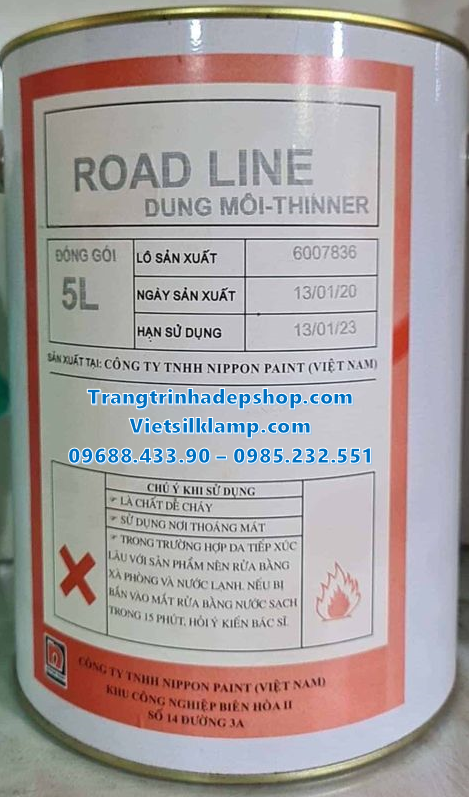 ROAD LINE
DUNG MÔI-THINNER
ĐÓNG GÓI
5L
LÔ SẢN XUẤT 6007836
NGÀY SẢN XUẤT 13/01/20
HẠN SỬ DỤNG 13/01/23
SẢN XUẤT TẠI: CÔNG TY TNHH NIPPON PAINT (VIỆT NAM)
Trangtrinhadepshop.com
Vietsilklamp.com
09688.433.90 – 0985.232.551
CHÚ Ý KHI SỬ DỤNG
LÀ CHẤT DỄ CHÁY
SỬ DỤNG NƠI THOÁNG MÁT
TRONG TRƯỜNG HỢP DA TIẾP XÚC
LÂU VỚI SẢN PHẨM NÊN RỬA BẰNG
XÀ PHÒNG VÀ NƯỚC LẠNH. NẾU BỊ
BẮN VÀO MẮT RỬA BẰNG NƯỚC SẠCH
TRONG 15 PHÚT, HỎI Ý KIẾN BÁC SĨ.
CÔNG TY TNHH NIPPON PAINT (VIỆT NAM)
KHU CÔNG NGHIỆP BIÊN HÒA II
SỐ 14 ĐƯỜNG 3A